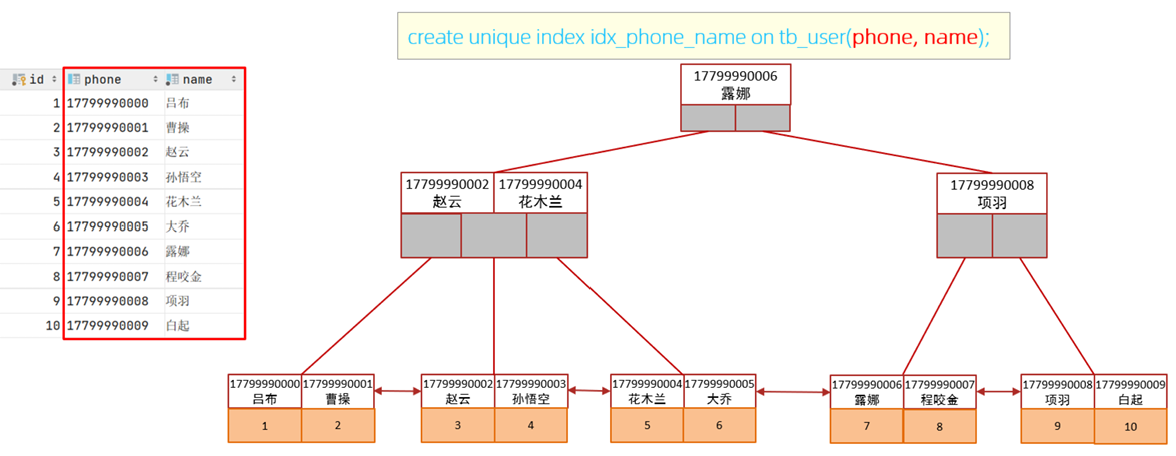 create unique index idx_phone_name on tb_user(phone, name);
id phone name
1 17799990000 吕布
2 17799990001 曹操
3 17799990002 赵云
4 17799990003 孙悟空
5 17799990004 花木兰
6 17799990005 大乔
7 17799990006 露娜
8 17799990007 程咬金
9 17799990008 项羽
10 17799990009 白起
17799990006
露娜
17799990002 17799990004
赵云 花木兰
17799990008
项羽
17799990000 17799990001 17799990002 17799990003 17799990004 17799990005 17799990006 17799990007 17799990008 17799990009
吕布 曹操 赵云 孙悟空 花木兰 大乔 露娜 程咬金 项羽 白起
1 2 3 4 5 6 7 8 9 10